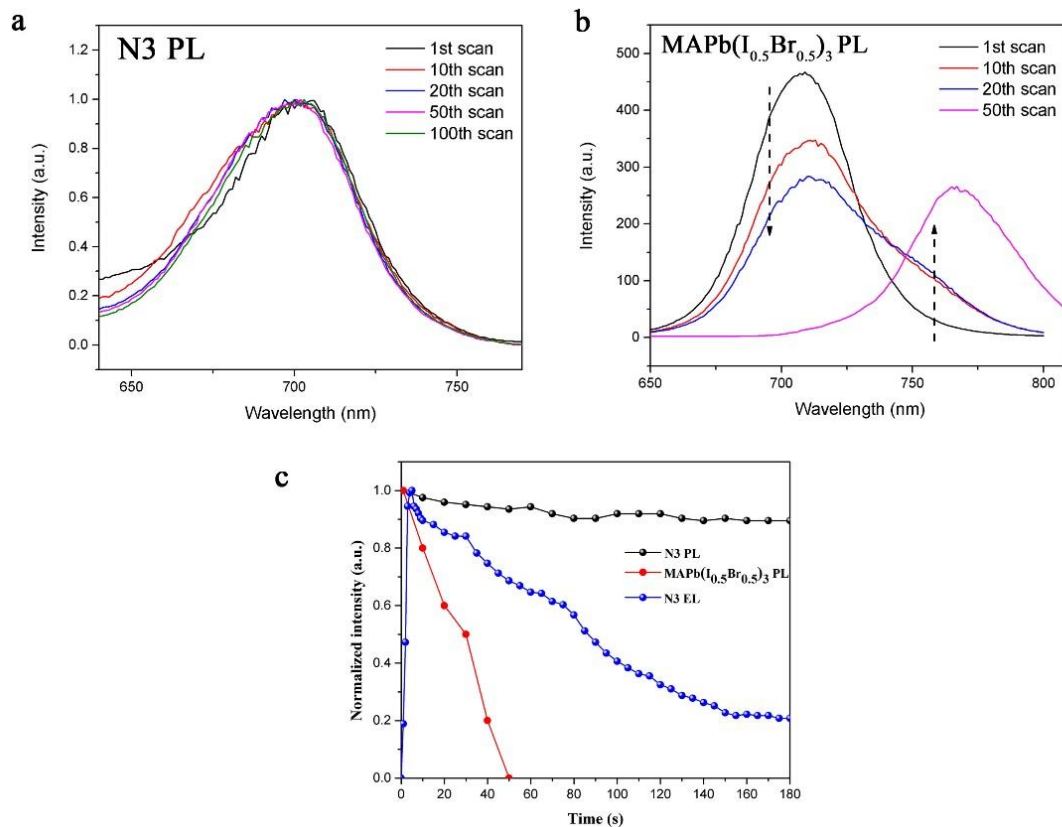 a
N3 PL
1st scan
10th scan
20th scan
50th scan
100th scan
1.2
1.0
0.8
0.6
0.4
0.2
0.0
Intensity (a.u.)
650
700
750
Wavelength (nm)
b
MAPb(I0.5Br0.5)3 PL
1st scan
10th scan
20th scan
50th scan
500
400
300
200
100
0
Intensity (a.u.)
650
700
750
800
Wavelength (nm)
c
1.0
0.8
0.6
0.4
0.2
0.0
Normalized intensity (a.u.)
N3 PL
MAPb(I0.5Br0.5)3 PL
N3 EL
0
20
40
60
80
100
120
140
160
180
Time (s)